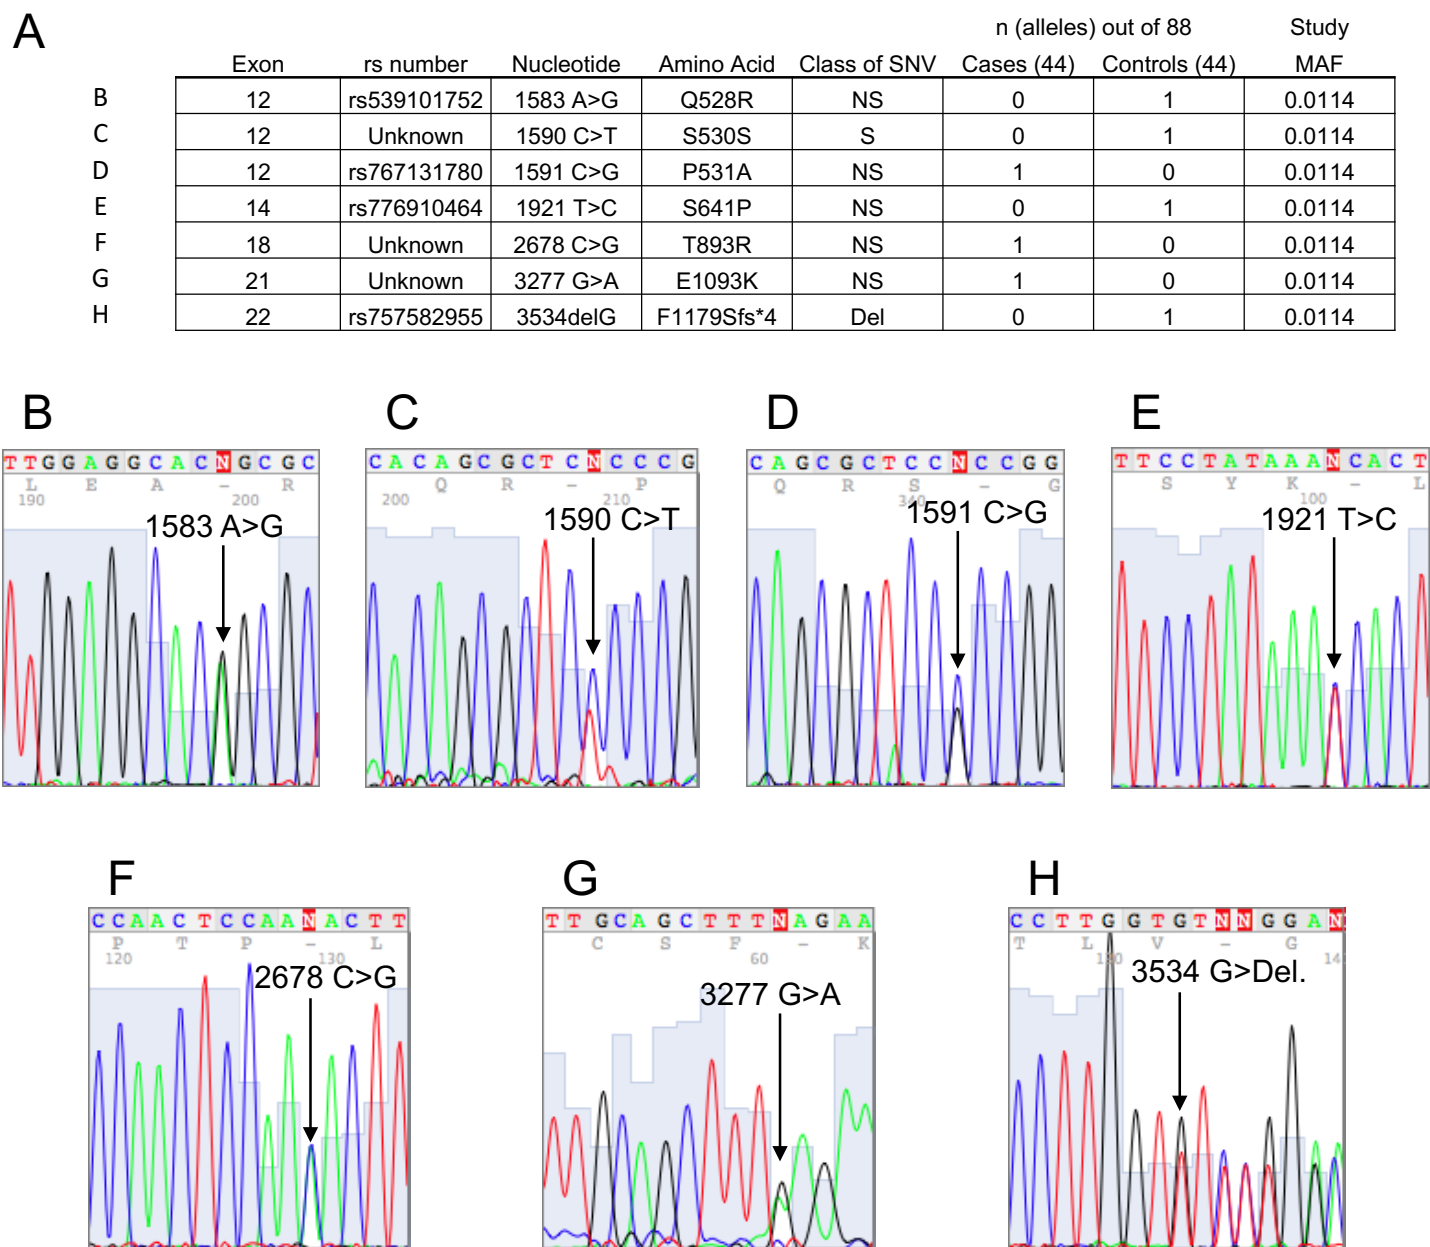 A
n (alleles) out of 88 Study
Exon rs number Nucleotide Amino Acid Class of SNV Cases (44) Controls (44) MAF
B 12 rs539101752 1583 A>G Q528R NS 0 1 0.0114
C 12 Unknown 1590 C>T S530S S 0 1 0.0114
D 12 rs767131780 1591 C>G P531A NS 1 0 0.0114
E 14 rs776910464 1921 T>C S641P NS 0 1 0.0114
F 18 Unknown 2678 C>G T893R NS 1 0 0.0114
G 21 Unknown 3277 G>A E1093K NS 1 0 0.0114
H 22 rs757582955 3534delG F1179Sfs*4 Del 0 1 0.0114
B
TTGGAGGCACNGCGC
L E A - R
190 200
1583 A>G
C
CACAGCGCTCNCCCG
Q R - P
200 210
1590 C>T
D
CAGCGCTCCNCCGG
Q R S - G
340
1591 C>G
E
TTCCTATAAANCACT
S Y K - L
100
1921 T>C
F
CCAACTCCAANACTT
P T P - L
120 130
2678 C>G
G
TTGCAGCTTTNAGAA
C S F - K
60
3277 G>A
H
CCTTGGTGTNNGGAN
T L V - G
14
3534 G>Del.